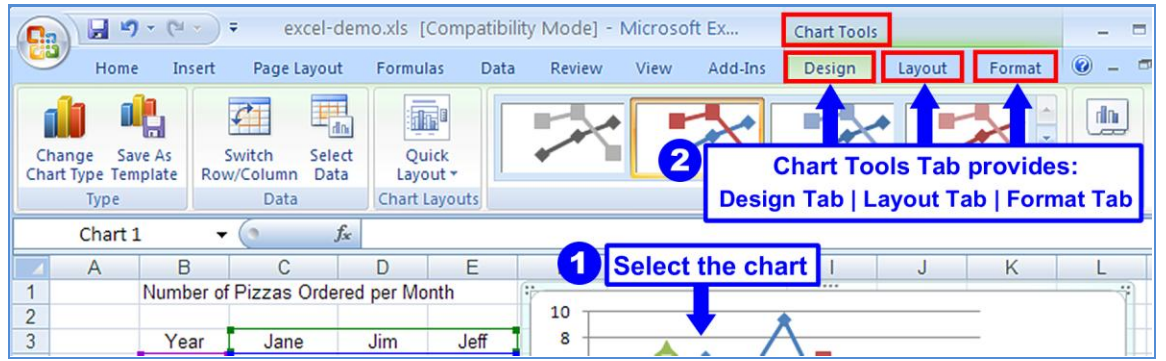 excel-demo.xls [Compatibility Mode] - Microsoft Ex...
Chart Tools
Home Insert Page Layout Formulas Data Review View Add-Ins Design Layout Format
Change Chart Type
Save As Template
Switch Row/Column
Select Data
Quick Layout
Type
Data
Chart Layouts
2
Chart Tools Tab provides:
Design Tab | Layout Tab | Format Tab
Chart 1
fx
1 Select the chart
A B C D E I J K L
1 Number of Pizzas Ordered per Month
2
3 Year Jane Jim Jeff
10
8